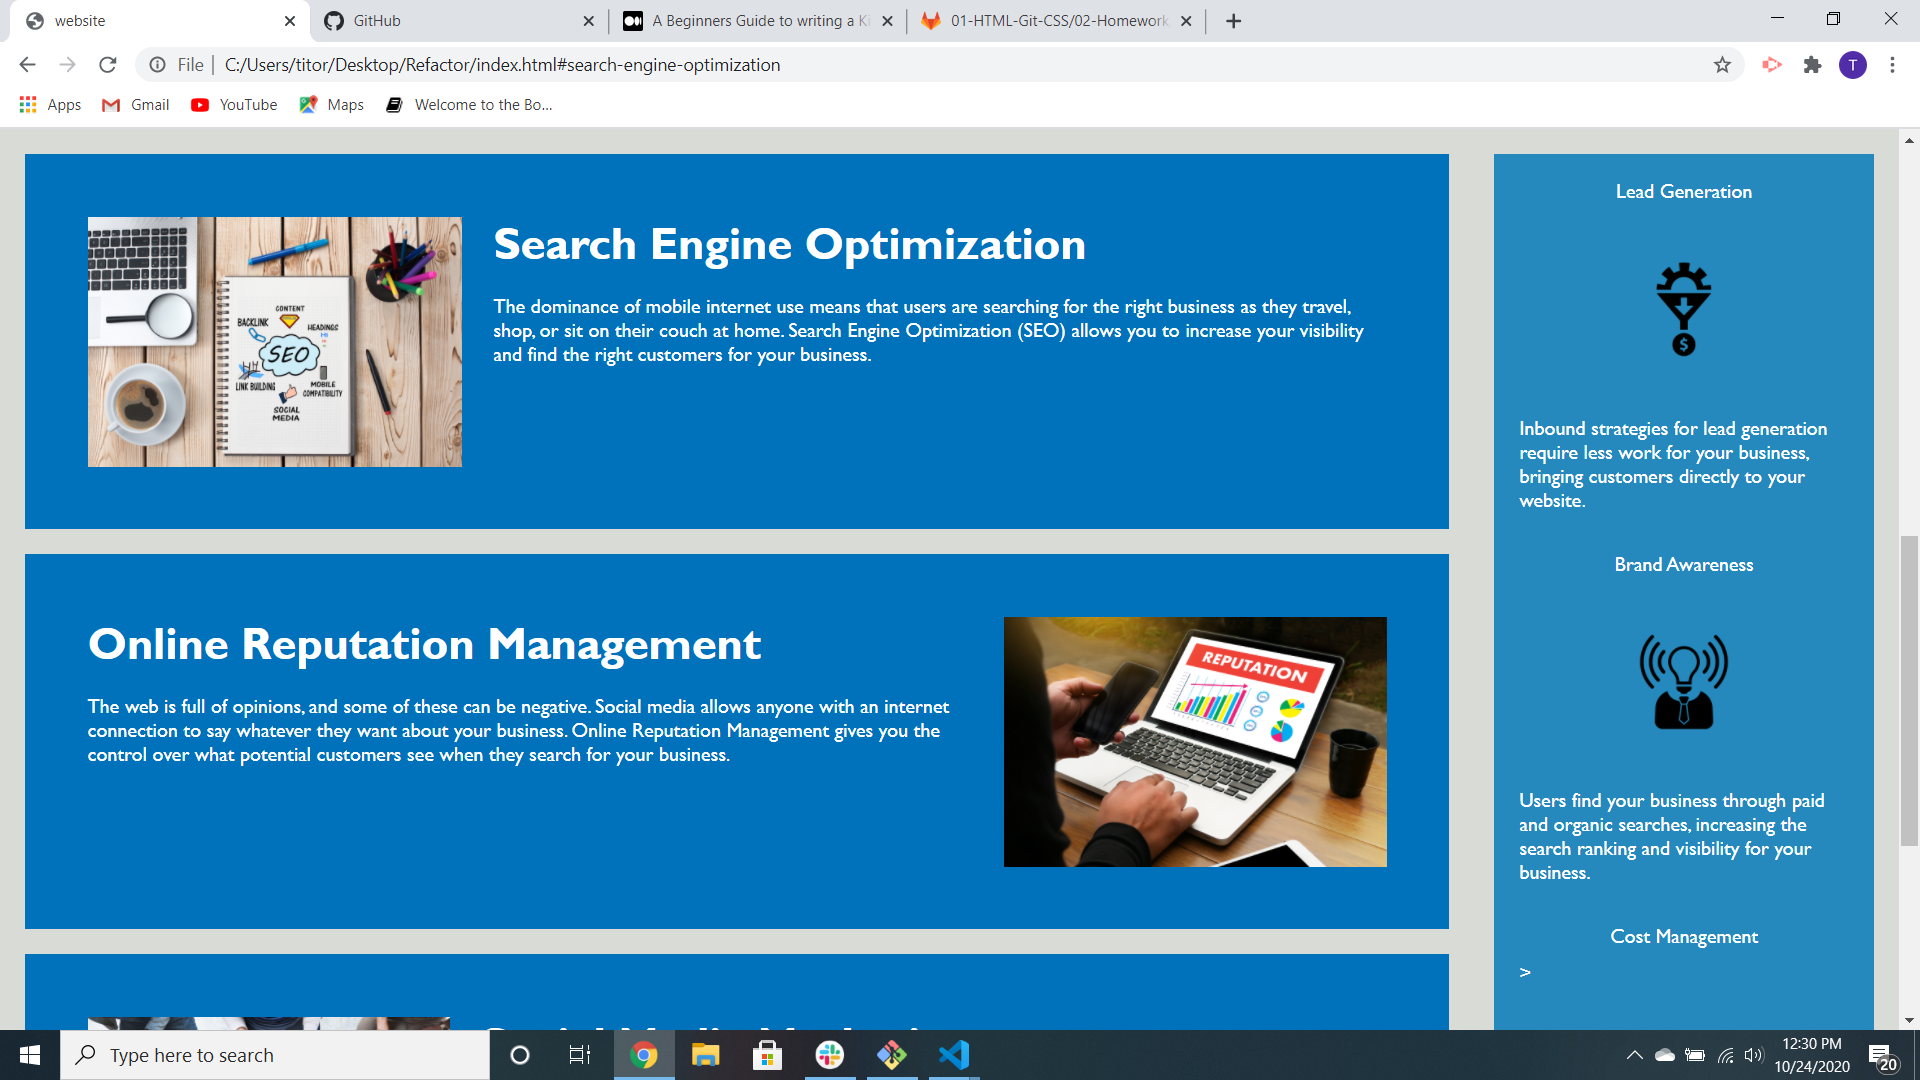 website
GitHub
A Beginners Guide to writing a Ki
01-HTML-Git-CSS/02-Homework
File
C:/Users/titor/Desktop/Refactor/index.html#search-engine-optimization
T
Apps
Gmail
YouTube
Maps
Welcome to the Bo...
CONTENT
BACKLINK
HEADINGS
SEO
LINK BUILDING
MOBILE
COMPATIBILITY
SOCIAL
MEDIA
Search Engine Optimization
The dominance of mobile internet use means that users are searching for the right business as they travel,
shop, or sit on their couch at home. Search Engine Optimization (SEO) allows you to increase your visibility
and find the right customers for your business.
Online Reputation Management
The web is full of opinions, and some of these can be negative. Social media allows anyone with an internet
connection to say whatever they want about your business. Online Reputation Management gives you the
control over what potential customers see when they search for your business.
REPUTATION
Lead Generation
$
Inbound strategies for lead generation
require less work for your business,
bringing customers directly to your
website.
Brand Awareness
Users find your business through paid
and organic searches, increasing the
search ranking and visibility for your
business.
Cost Management
>
Type here to search
12:30 PM
10/24/2020
20